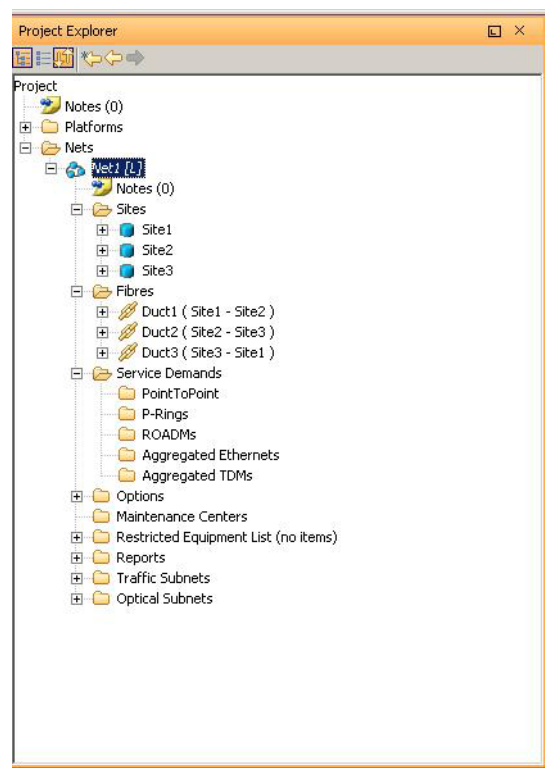 Project Explorer
Project
Notes (0)
Platforms
Nets
Net1 [L]
Notes (0)
Sites
Site1
Site2
Site3
Fibres
Duct1 ( Site1 - Site2 )
Duct2 ( Site2 - Site3 )
Duct3 ( Site3 - Site1 )
Service Demands
PointToPoint
P-Rings
ROADMs
Aggregated Ethernets
Aggregated TDMs
Options
Maintenance Centers
Restricted Equipment List (no items)
Reports
Traffic Subnets
Optical Subnets